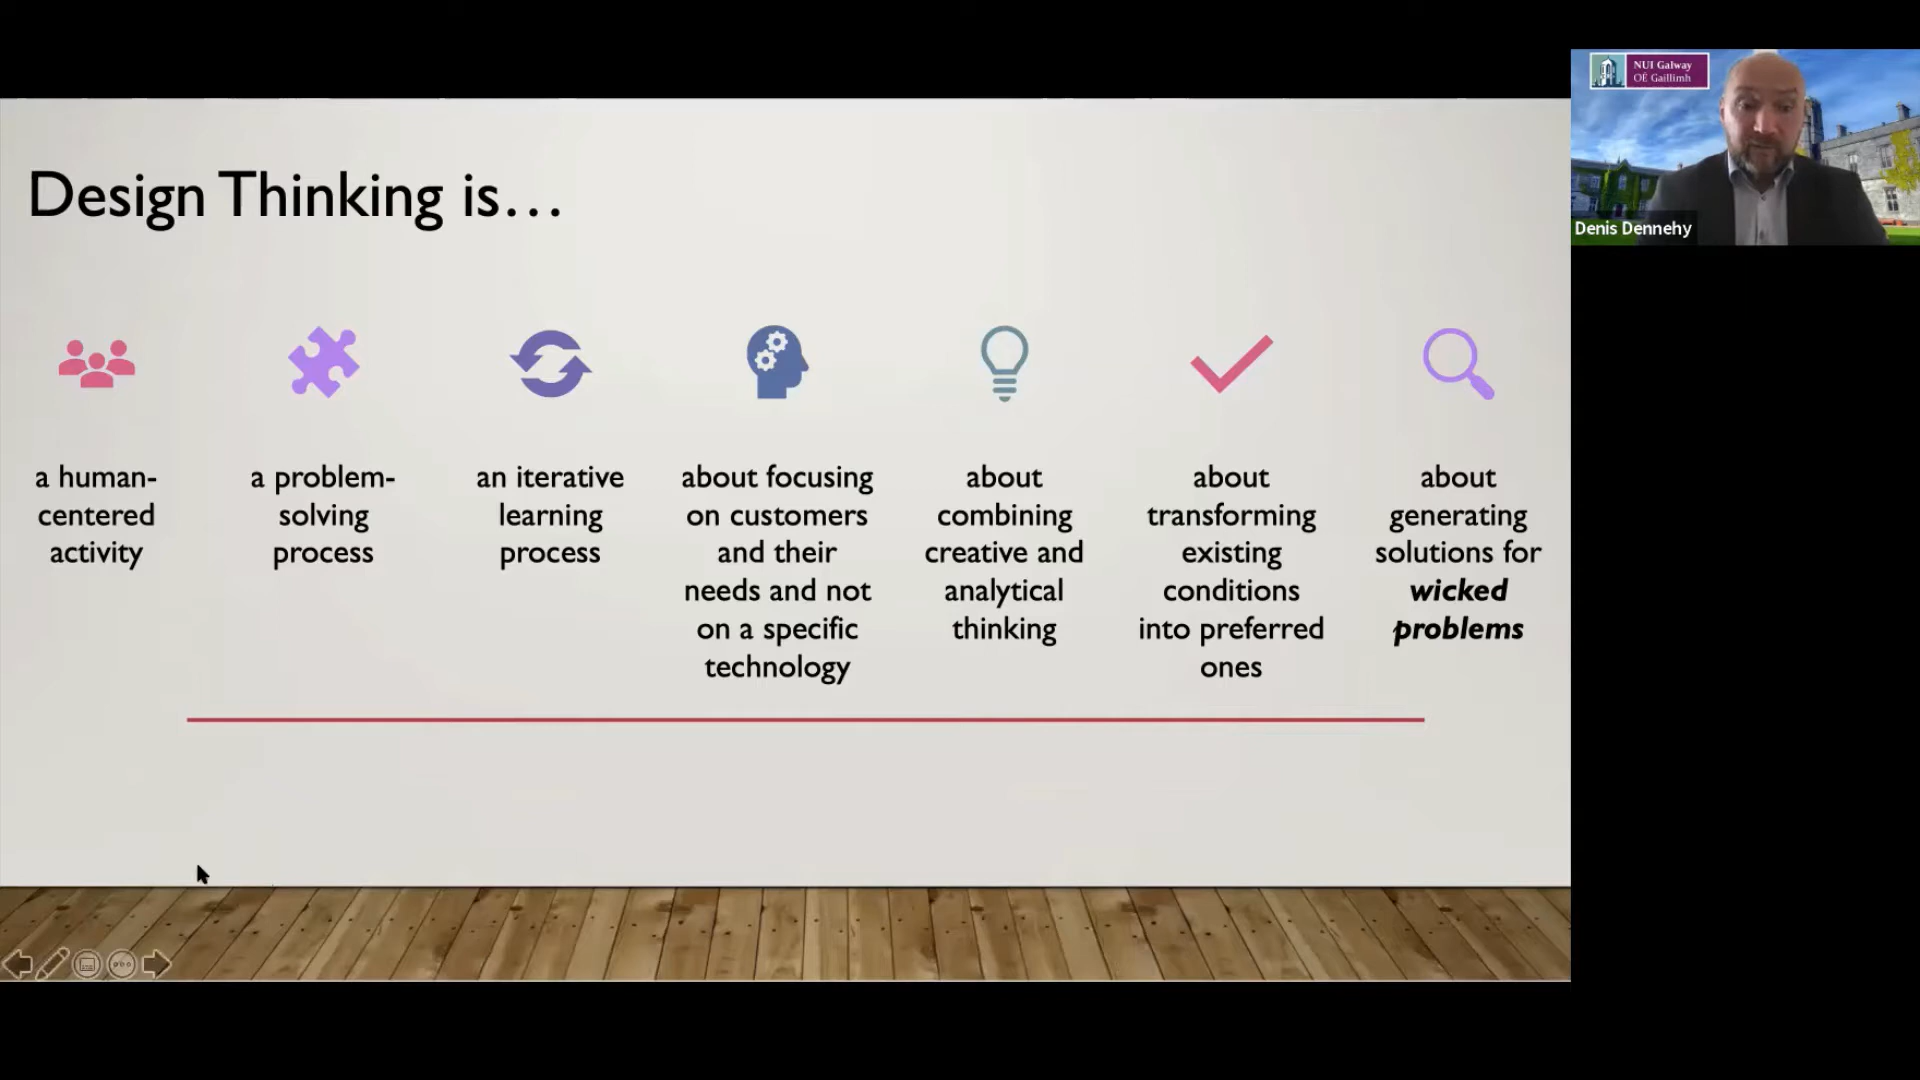 NUI Galway
OÉ Gaillimh
Denis Dennehy
Design Thinking is…
a human-
centered
activity
a problem-
solving
process
an iterative
learning
process
about focusing
on customers
and their
needs and not
on a specific
technology
about
combining
creative and
analytical
thinking
about
transforming
existing
conditions
into preferred
ones
about
generating
solutions for
wicked
problems